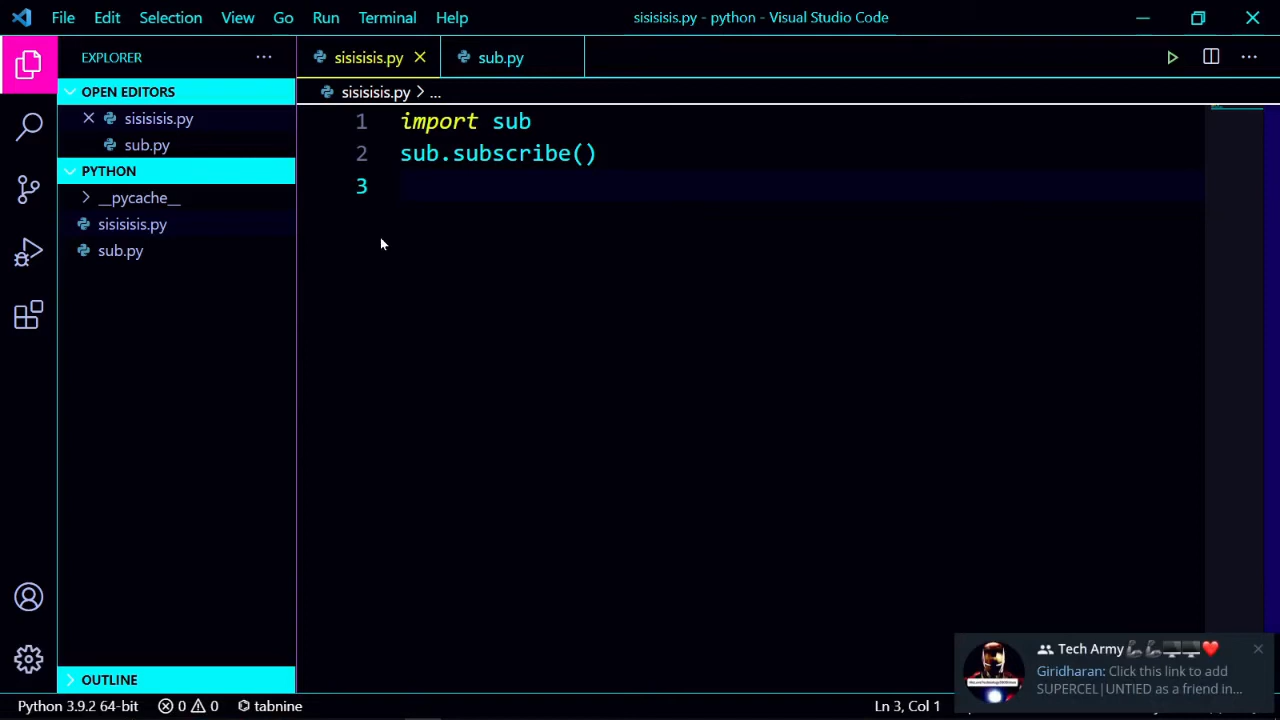 File Edit Selection View Go Run Terminal Help
sisisisis.py - python - Visual Studio Code
EXPLORER
sisisisis.py
sub.py
OPEN EDITORS
sisisisis.py > ...
sisisisis.py
sub.py
PYTHON
__pycache__
sisisisis.py
sub.py
1 import sub
2 sub.subscribe()
3
OUTLINE
Tech Army
Giridharan: Click this link to add
SUPERCEL|UNTIED as a friend in...
Python 3.9.2 64-bit 0 0 tabnine Ln 3, Col 1